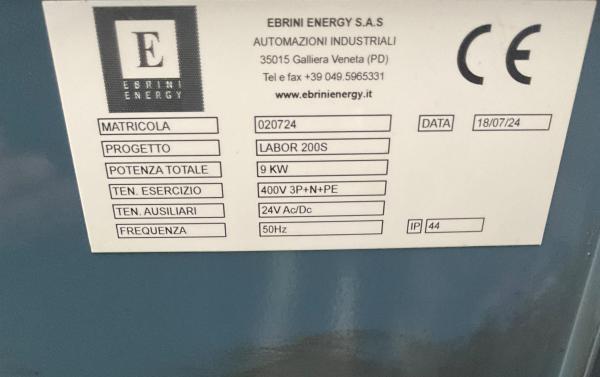 E
EBRINI
ENERGY
EBRINI ENERGY S.A.S
AUTOMAZIONI INDUSTRIALI
35015 Galliera Veneta (PD)
Tel e fax +39 049.5965331
www.ebrinienergy.it
CE
MATRICOLA 020724 DATA 18/07/24
PROGETTO LABOR 200S
POTENZA TOTALE 9 KW
TEN. ESERCIZIO 400V 3P+N+PE
TEN. AUSILIARI 24V Ac/Dc
FREQUENZA 50Hz IP 44